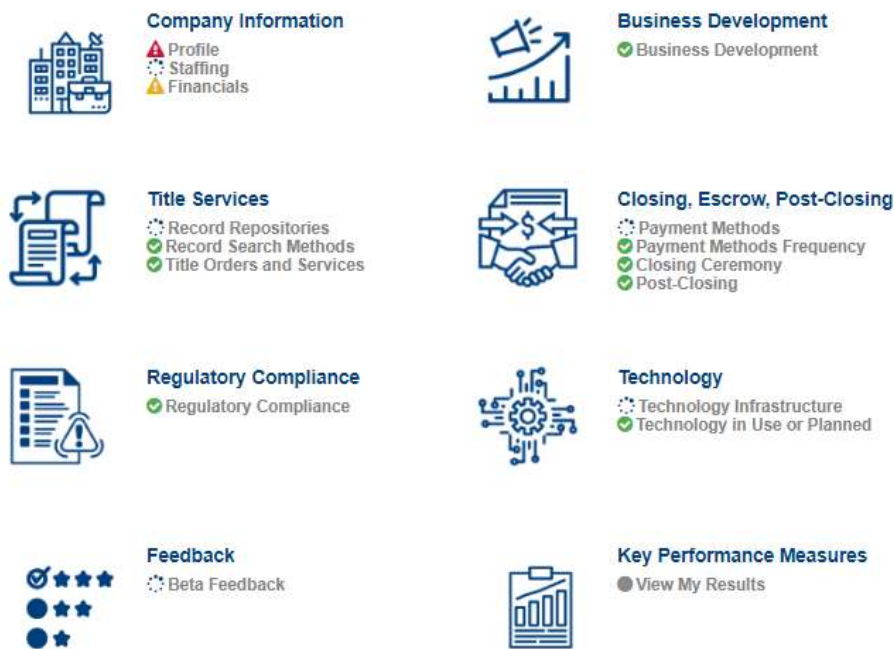 Company Information
Profile
Staffing
Financials
Business Development
Business Development
Title Services
Record Repositories
Record Search Methods
Title Orders and Services
Closing, Escrow, Post-Closing
Payment Methods
Payment Methods Frequency
Closing Ceremony
Post-Closing
Regulatory Compliance
Regulatory Compliance
Technology
Technology Infrastructure
Technology in Use or Planned
Feedback
Beta Feedback
Key Performance Measures
View My Results